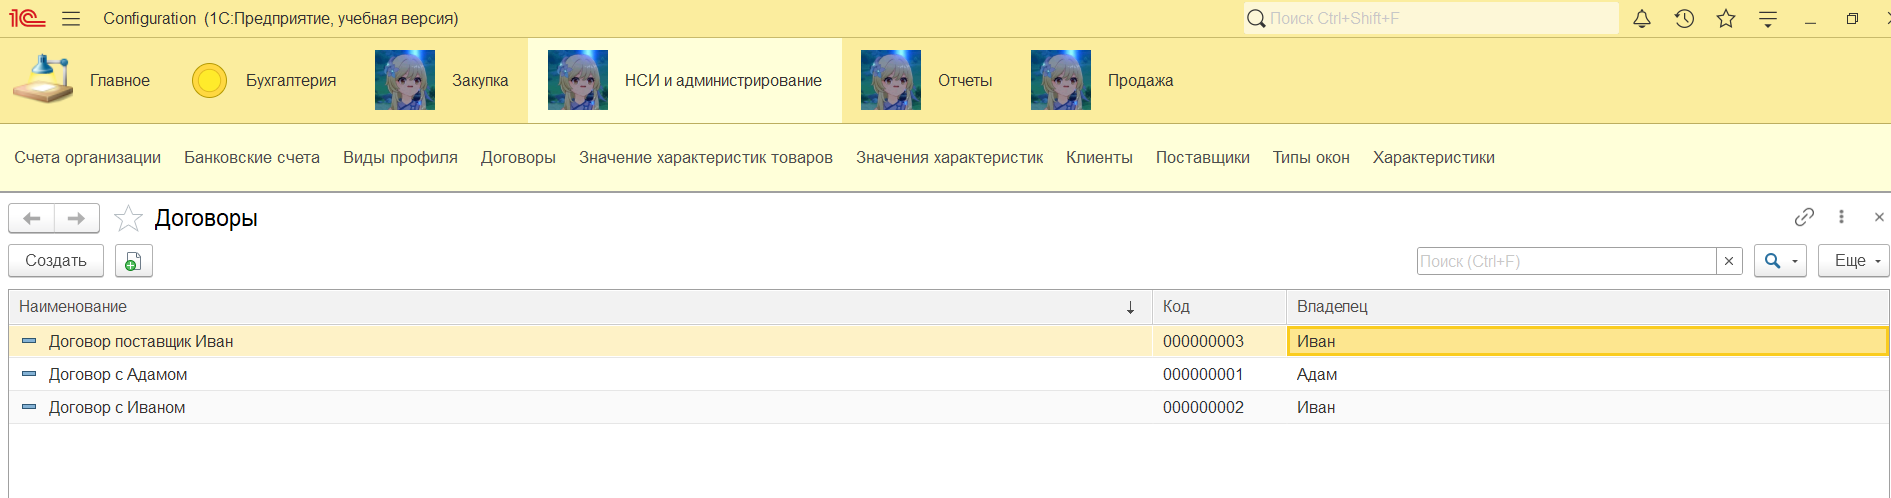 1С Configuration (1С:Предприятие, учебная версия) Поиск Ctrl+Shift+F
Главное Бухгалтерия Закупка НСИ и администрирование Отчеты Продажа
Счета организации Банковские счета Виды профиля Договоры Значение характеристик товаров Значения характеристик Клиенты Поставщики Типы окон Характеристики
Договоры
Создать Поиск (Ctrl+F) Еще
Наименование Код Владелец
Договор поставщик Иван 000000003 Иван
Договор с Адамом 000000001 Адам
Договор с Иваном 000000002 Иван